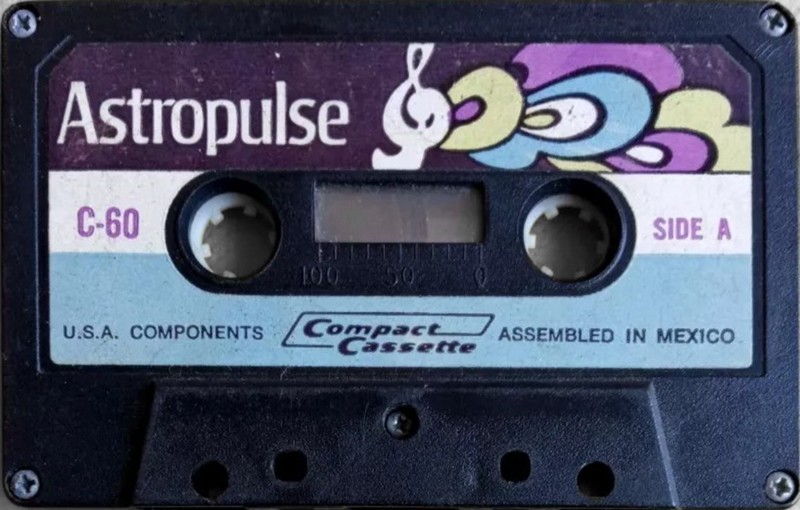 Astropulse
C-60
SIDE A
100 50 0
U.S.A. COMPONENTS
Compact
Cassette
ASSEMBLED IN MEXICO